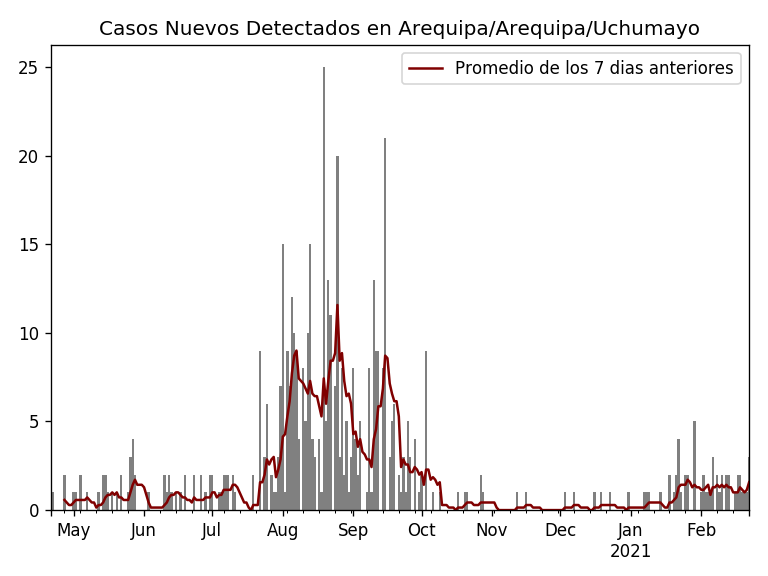 Casos Nuevos Detectados en Arequipa/Arequipa/Uchumayo
Promedio de los 7 dias anteriores
25
20
15
10
5
0
May Jun Jul Aug Sep Oct Nov Dec Jan Feb
2021